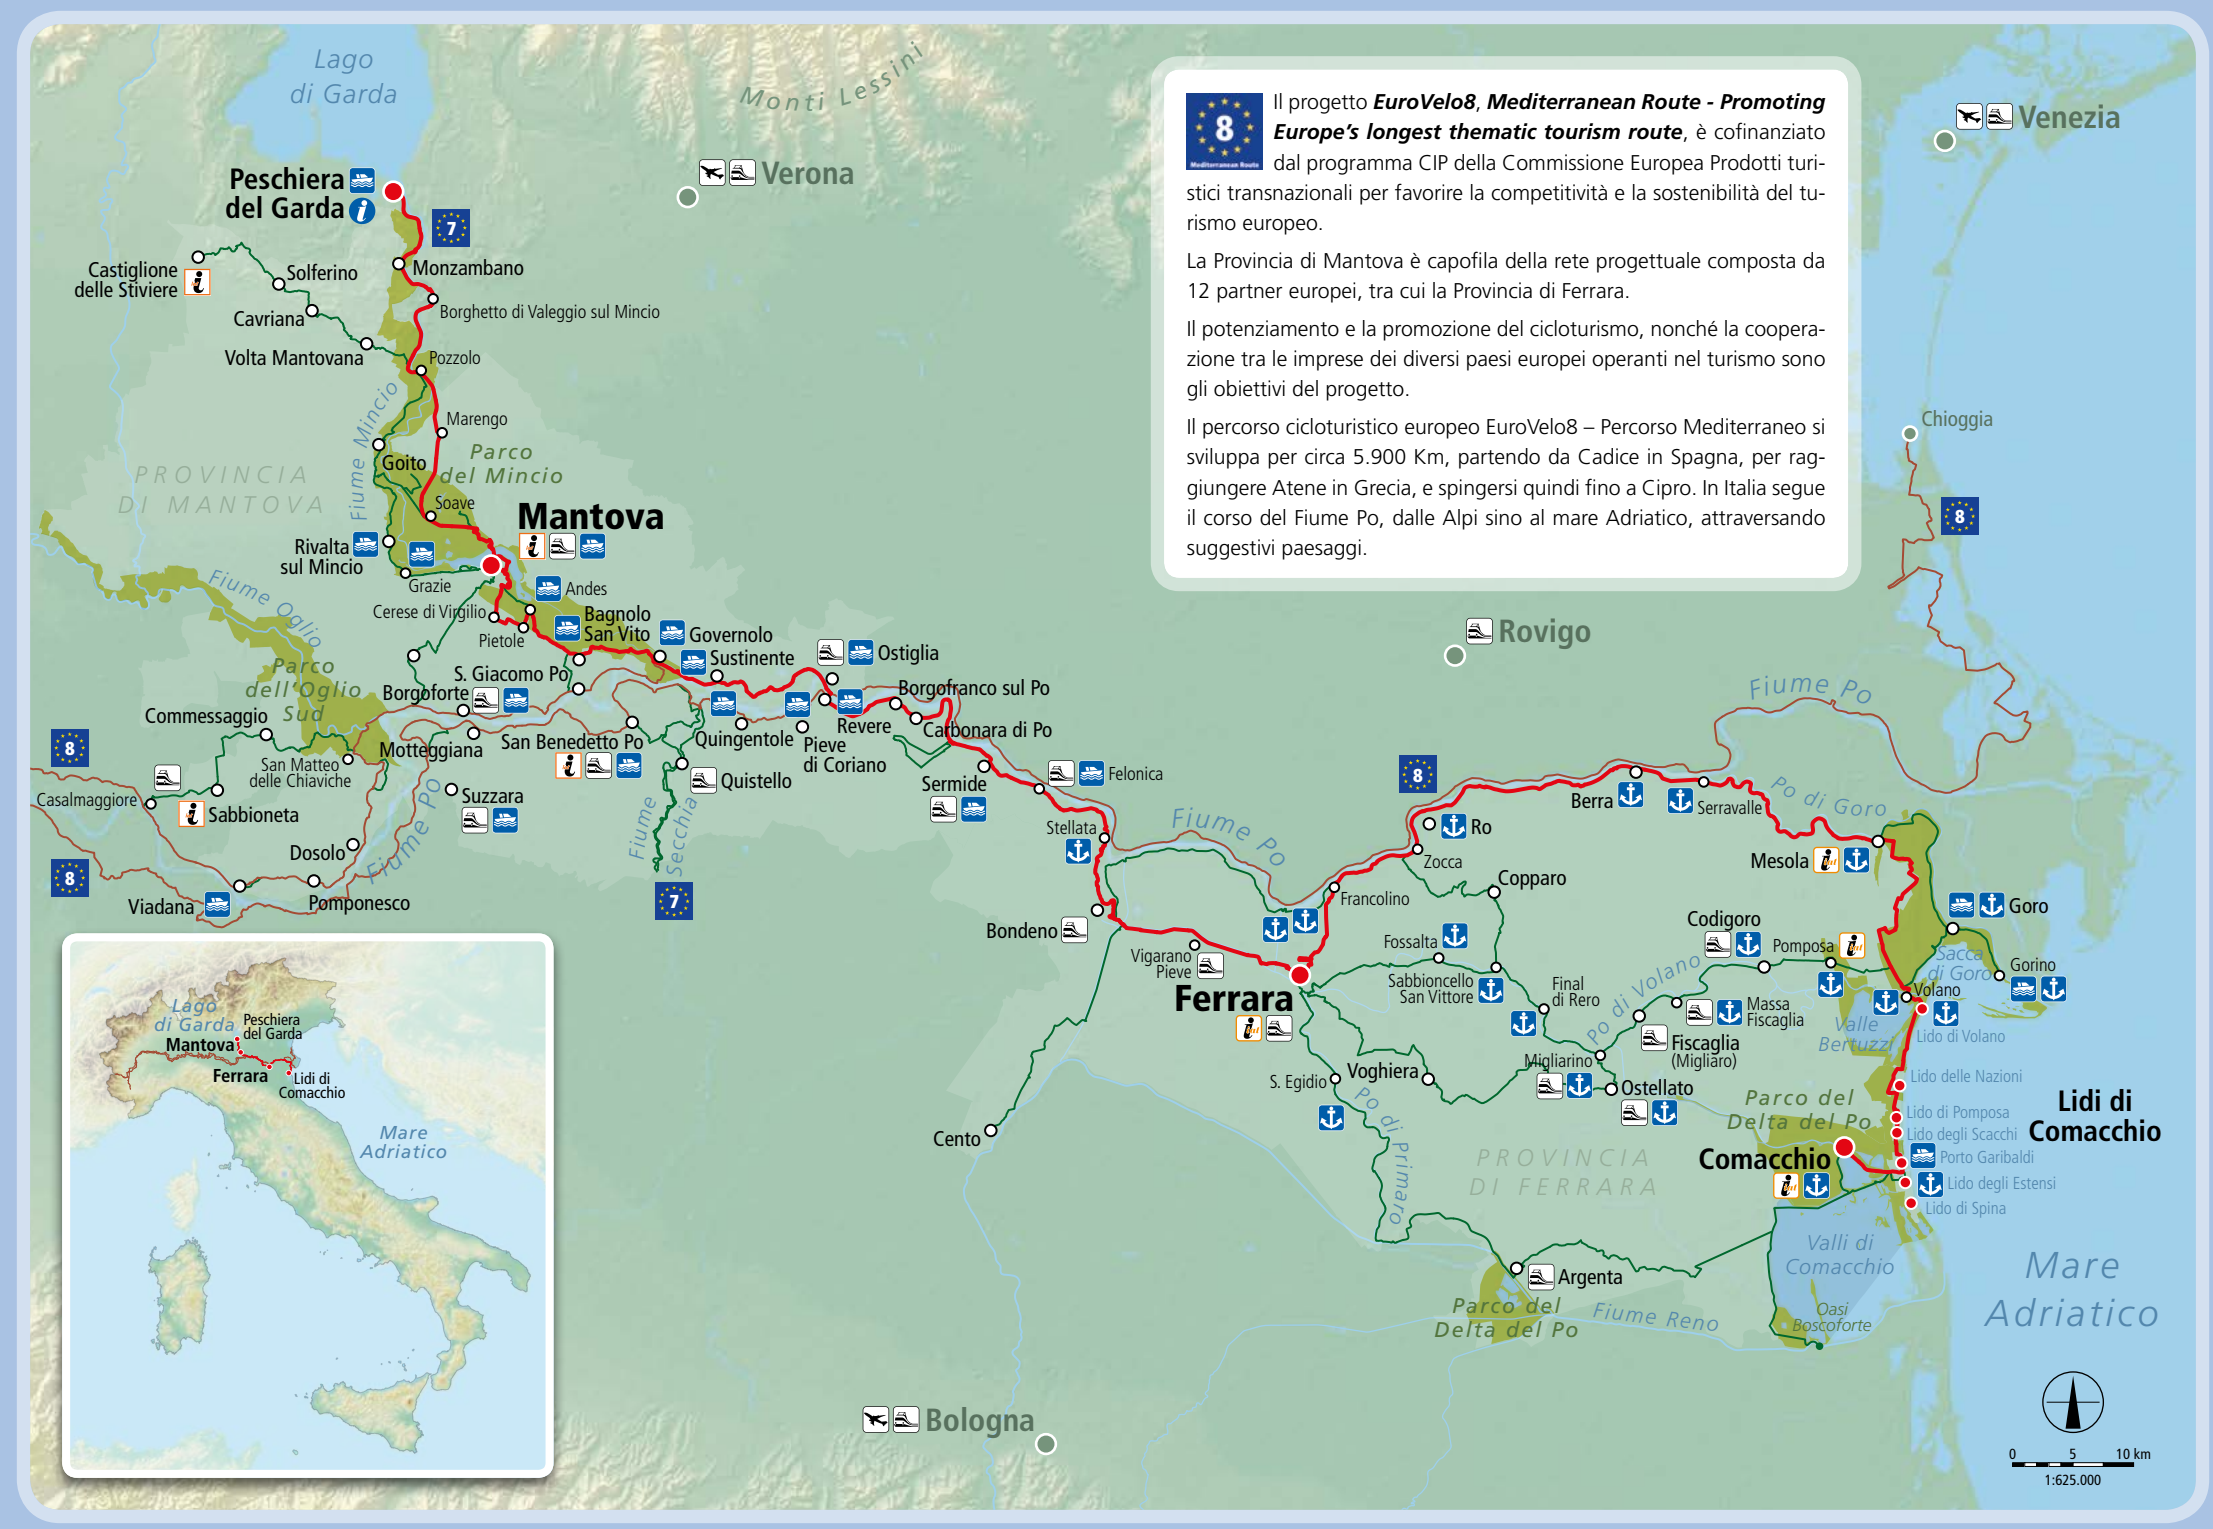 Lago
di Garda
Monti Lessini
8
Mediterranean Route
Il progetto EuroVelo8, Mediterranean Route - Promoting
Europe's longest thematic tourism route, è cofinanziato
dal programma CIP della Commissione Europea Prodotti turi-
stici transnazionali per favorire la competitività e la sostenibilità del tu-
rismo europeo.
La Provincia di Mantova è capofila della rete progettuale composta da
12 partner europei, tra cui la Provincia di Ferrara.
Il potenziamento e la promozione del cicloturismo, nonché la coopera-
zione tra le imprese dei diversi paesi europei operanti nel turismo sono
gli obiettivi del progetto.
Il percorso cicloturistico europeo EuroVelo8 – Percorso Mediterraneo si
sviluppa per circa 5.900 Km, partendo da Cadice in Spagna, per rag-
giungere Atene in Grecia, e spingersi quindi fino a Cipro. In Italia segue
il corso del Fiume Po, dalle Alpi sino al mare Adriatico, attraversando
suggestivi paesaggi.
Venezia
Verona
Peschiera
del Garda
i
7
Castiglione
delle Stiviere
i
Solferino
Monzambano
Cavriana
Borghetto di Valeggio sul Mincio
Volta Mantovana
Pozzolo
Fiume Mincio
Marengo
Chioggia
Goito
Parco
del Mincio
PROVINCIA
DI MANTOVA
Soave
Mantova
i
8
Rivalta
sul Mincio
Grazie
Andes
Fiume Oglio
Cerese di Virgilio
Pietole
Bagnolo
San Vito
Governolo
Sustinente
Ostiglia
Rovigo
Parco
dell'Oglio
Sud
S. Giacomo Po
Borgoforte
Borgofranco sul Po
Fiume Po
Commessaggio
Revere
Carbonara di Po
8
Motteggiana
San Benedetto Po
i
Quingentole
Pieve
di Coriano
San Matteo
delle Chiaviche
Casalmaggiore
i
Sabbioneta
Suzzara
Quistello
Sermide
Felonica
8
Berra
Serravalle
Po di Goro
Fiume Po
Fiume
Secchia
Stellata
Fiume Po
Ro
Zocca
Mesola
i
Dosolo
8
Viadana
Pomponesco
7
Copparo
Francolino
Bondeno
Goro
Codigoro
Pomposa
i
Fossalta
Vigarano
Pieve
Sacca
di Goro
Gorino
Ferrara
i
Sabbioncello
San Vittore
Final
di Rero
Po di Volano
Volano
Massa
Fiscaglia
Valle
Bertuzzi
Lido di Volano
Fiscaglia
(Migliaro)
Migliarino
S. Egidio
Voghiera
Ostellato
Lido delle Nazioni
Parco del
Delta del Po
Lido di Pomposa
Lido degli Scacchi
Lidi di
Comacchio
Cento
Po di Primaro
PROVINCIA
DI FERRARA
Comacchio
i
Porto Garibaldi
Lido degli Estensi
Lido di Spina
Valli di
Comacchio
Argenta
Parco del
Delta del Po
Fiume Reno
Oasi
Boscoforte
Mare
Adriatico
Bologna
0 5 10 km
1:625.000
Lago
di Garda
Peschiera
del Garda
Mantova
Ferrara
Lidi di
Comacchio
Mare
Adriatico